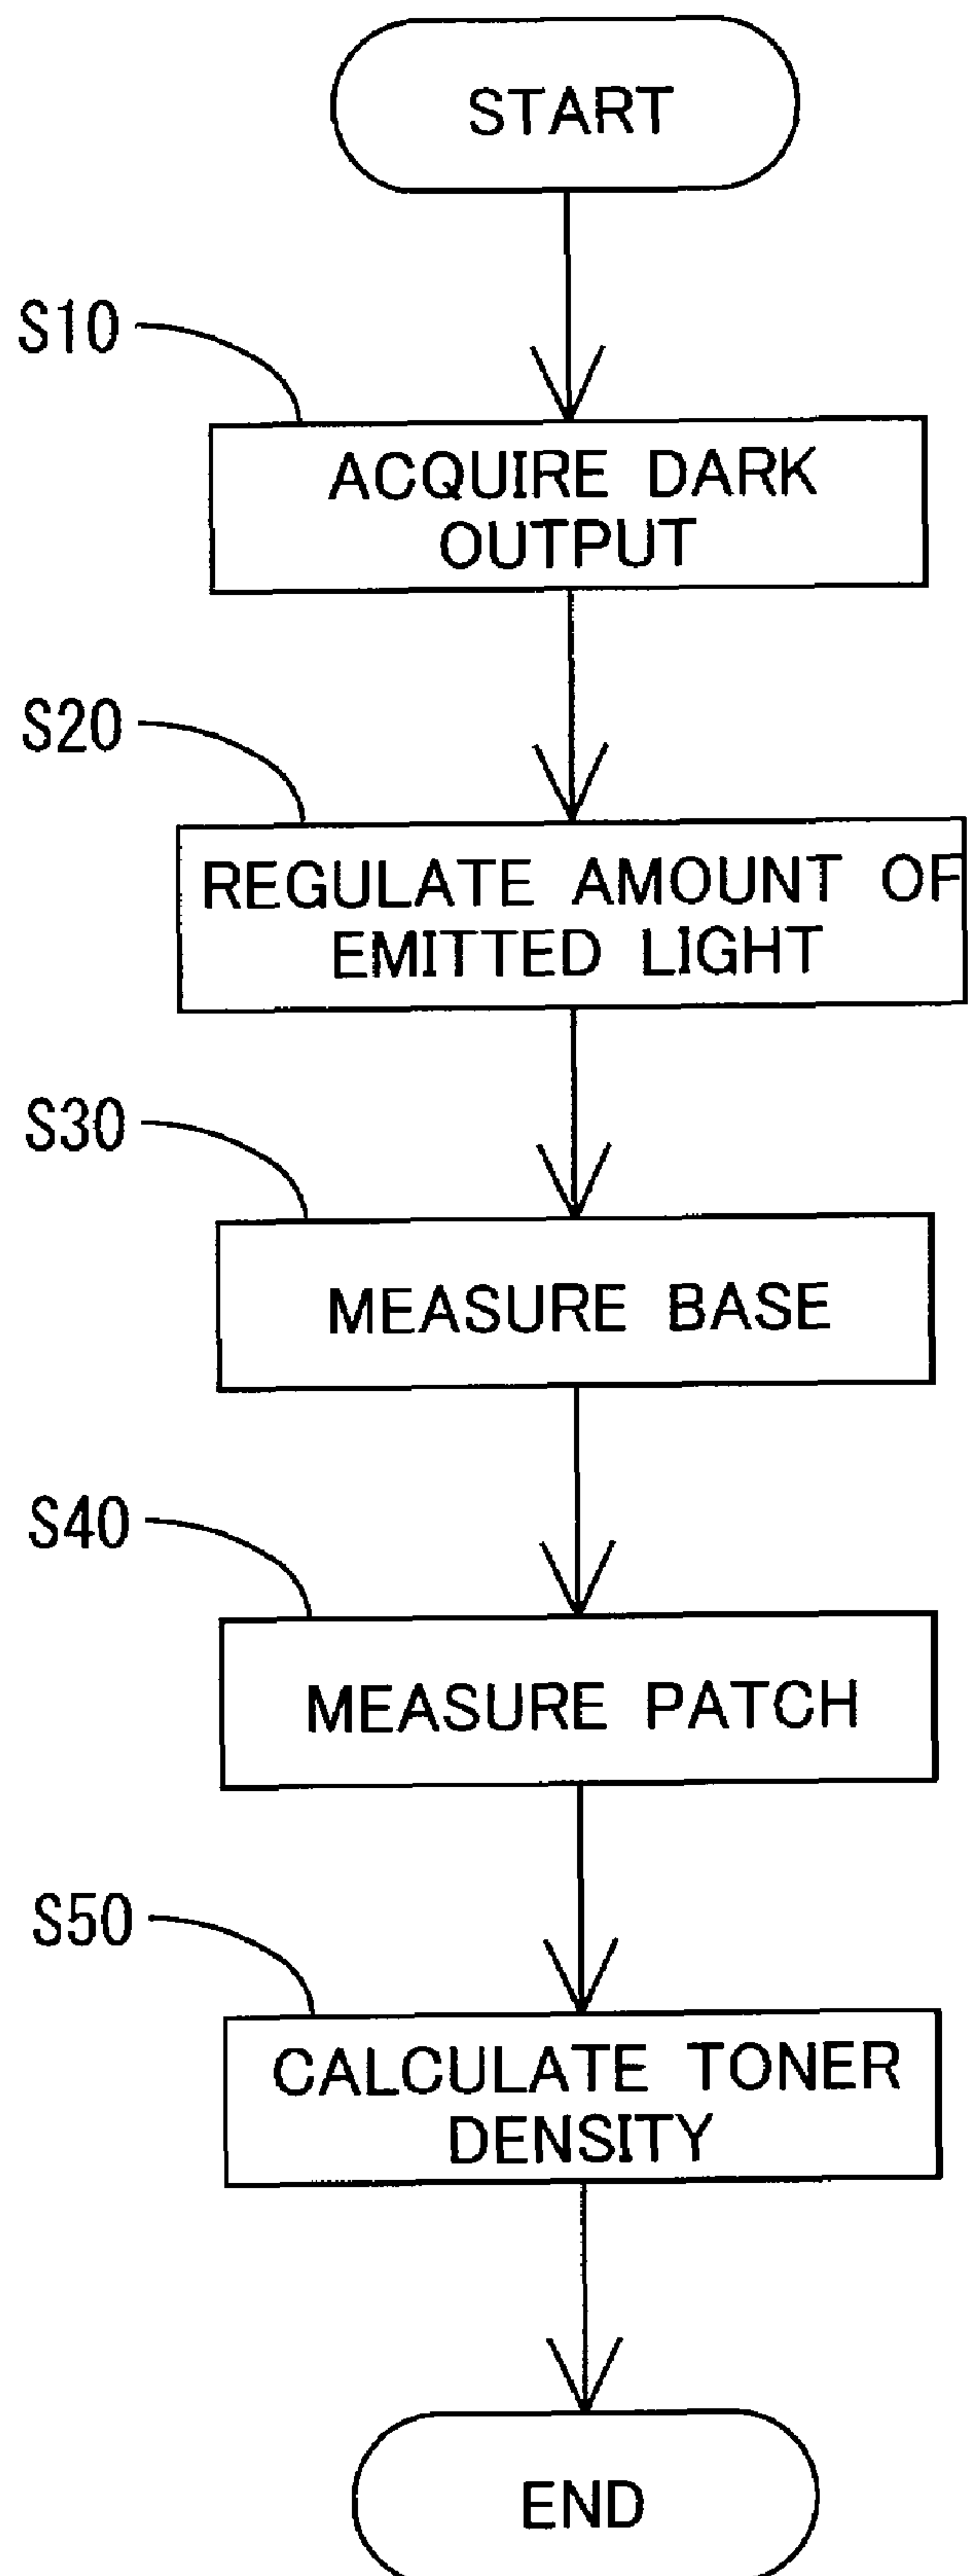 START
S10
ACQUIRE DARK
OUTPUT
S20
REGULATE AMOUNT OF
EMITTED LIGHT
S30
MEASURE BASE
S40
MEASURE PATCH
S50
CALCULATE TONER
DENSITY
END